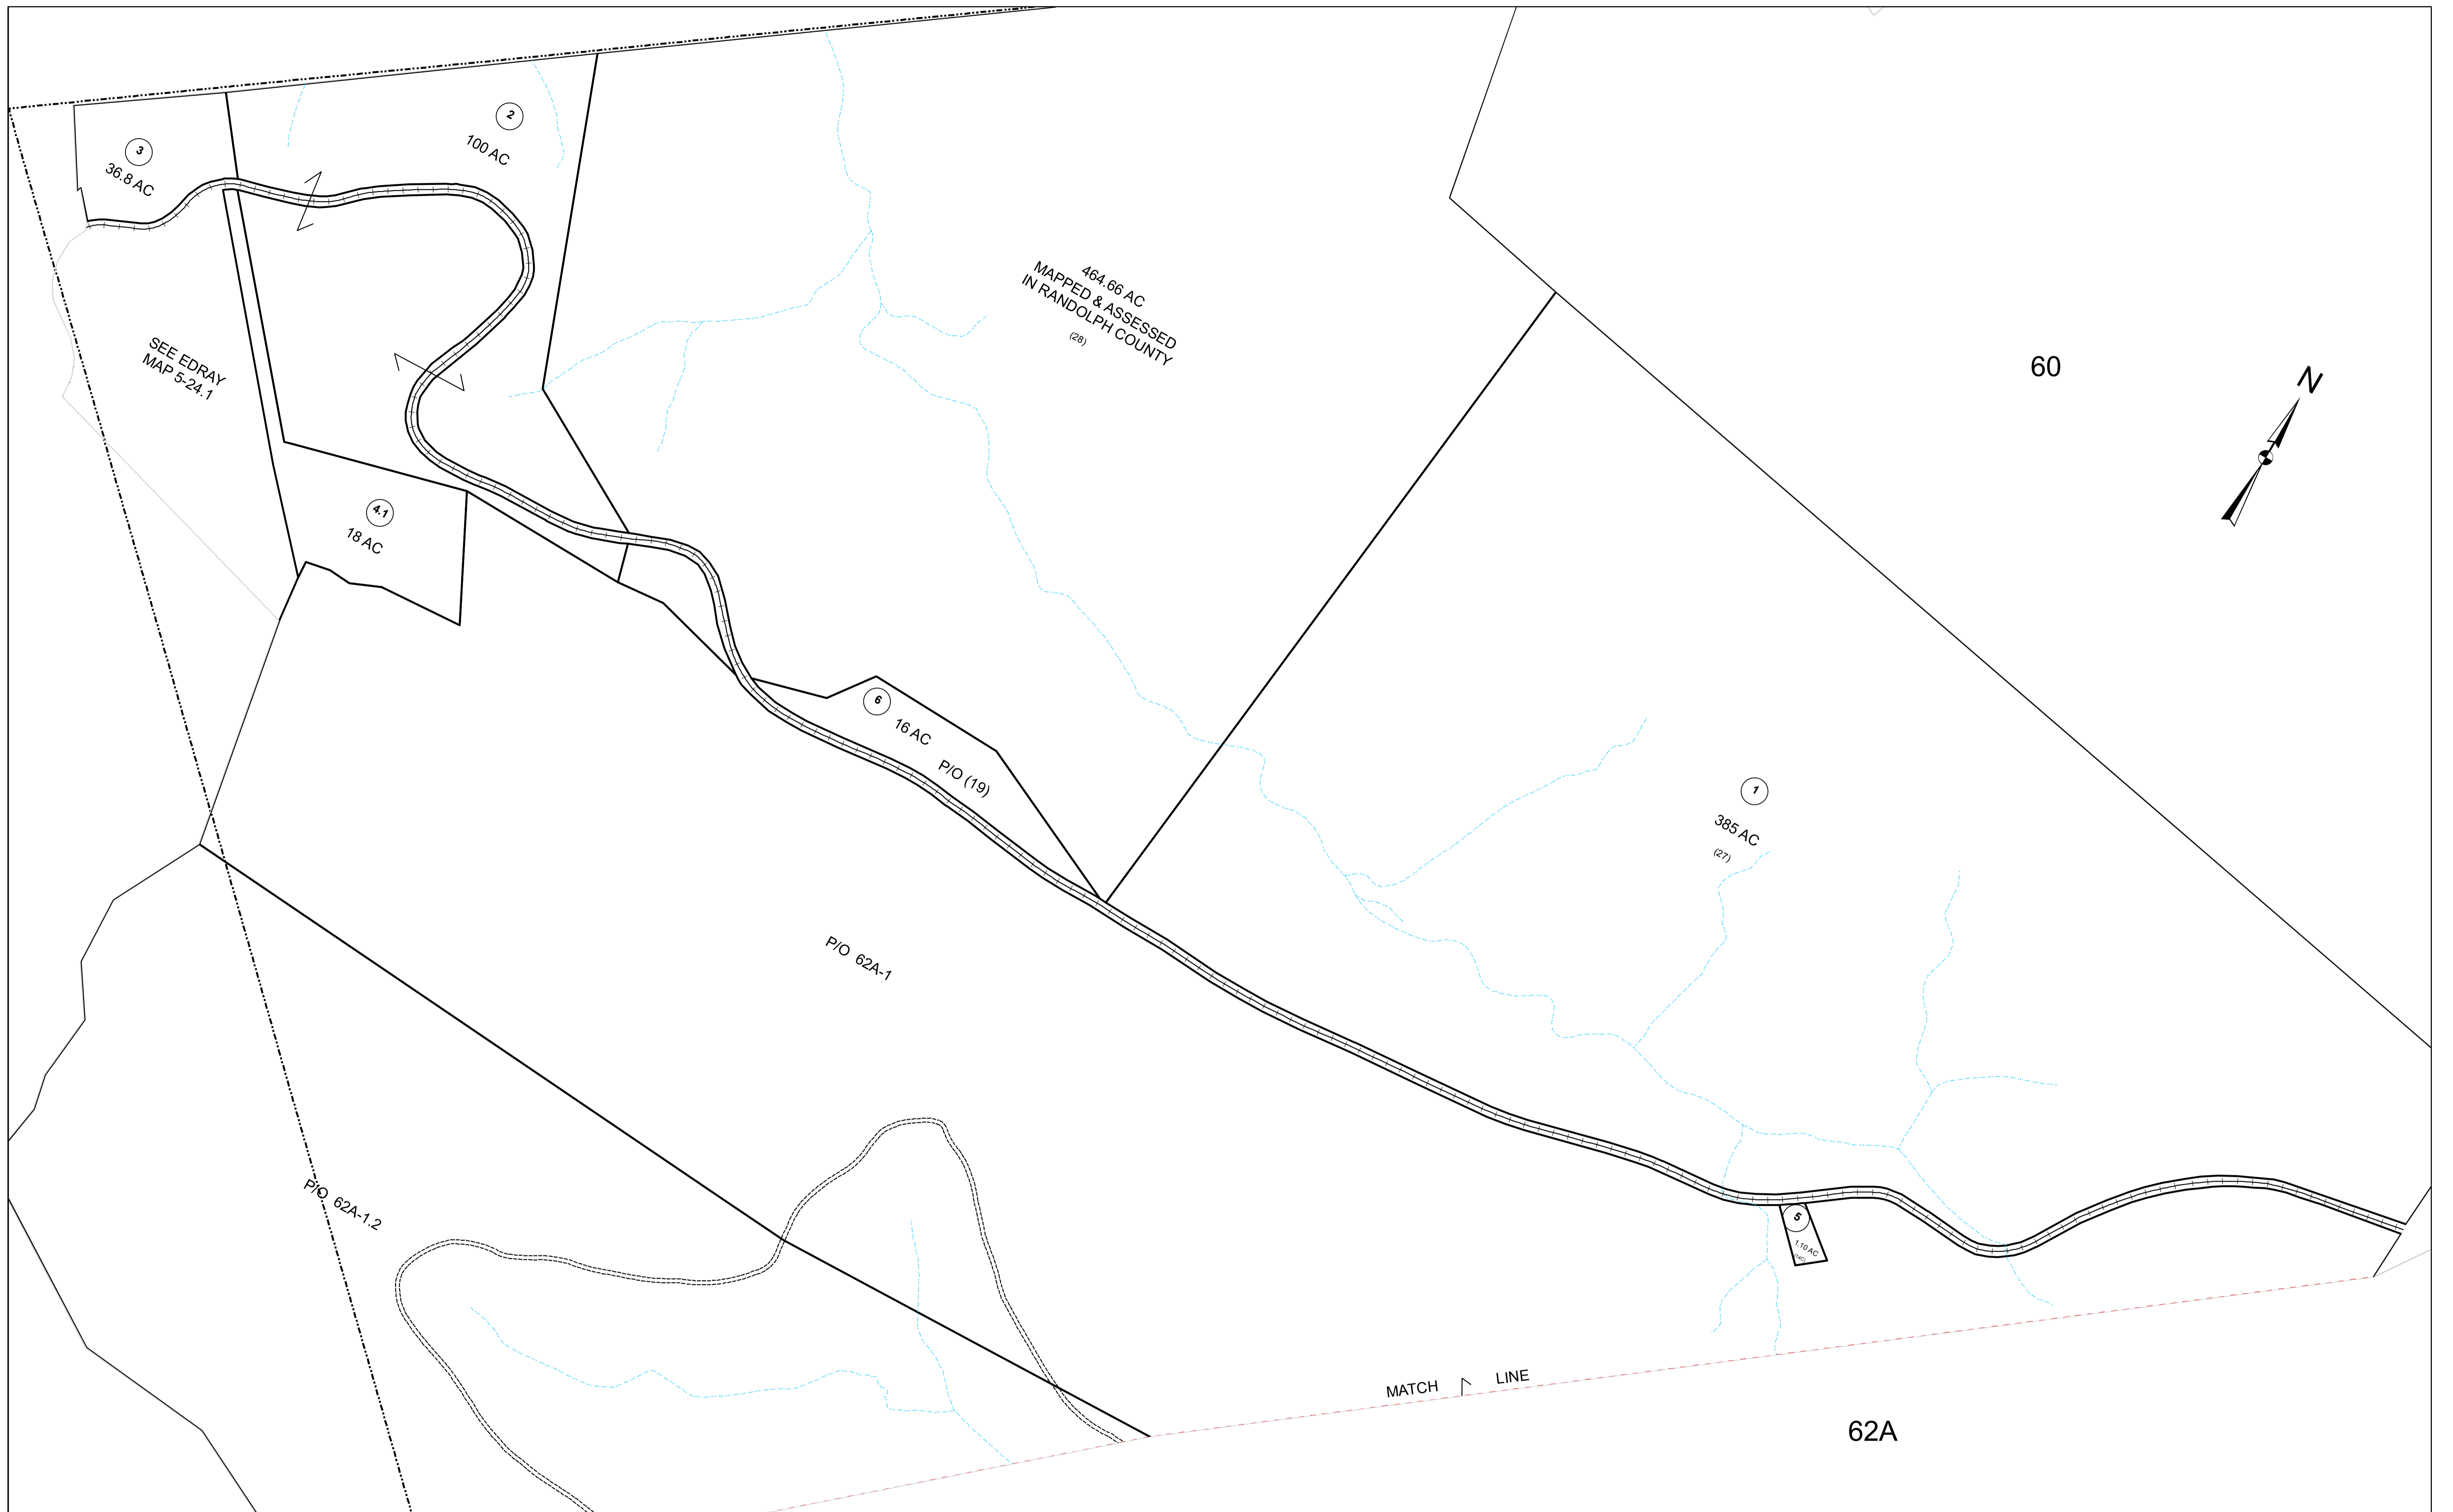 2
100 AC
3
36.8 AC
464.66 AC
MAPPED & ASSESSED
IN RANDOLPH COUNTY
(28)
SEE EDRAY
MAP 5-24.1
60
N
4.1
18 AC
6
16 AC
P/O (19)
1
385 AC
(27)
P/O 62A-1
P/O 62A-1.2
5
1.10 AC
MATCH LINE
62A